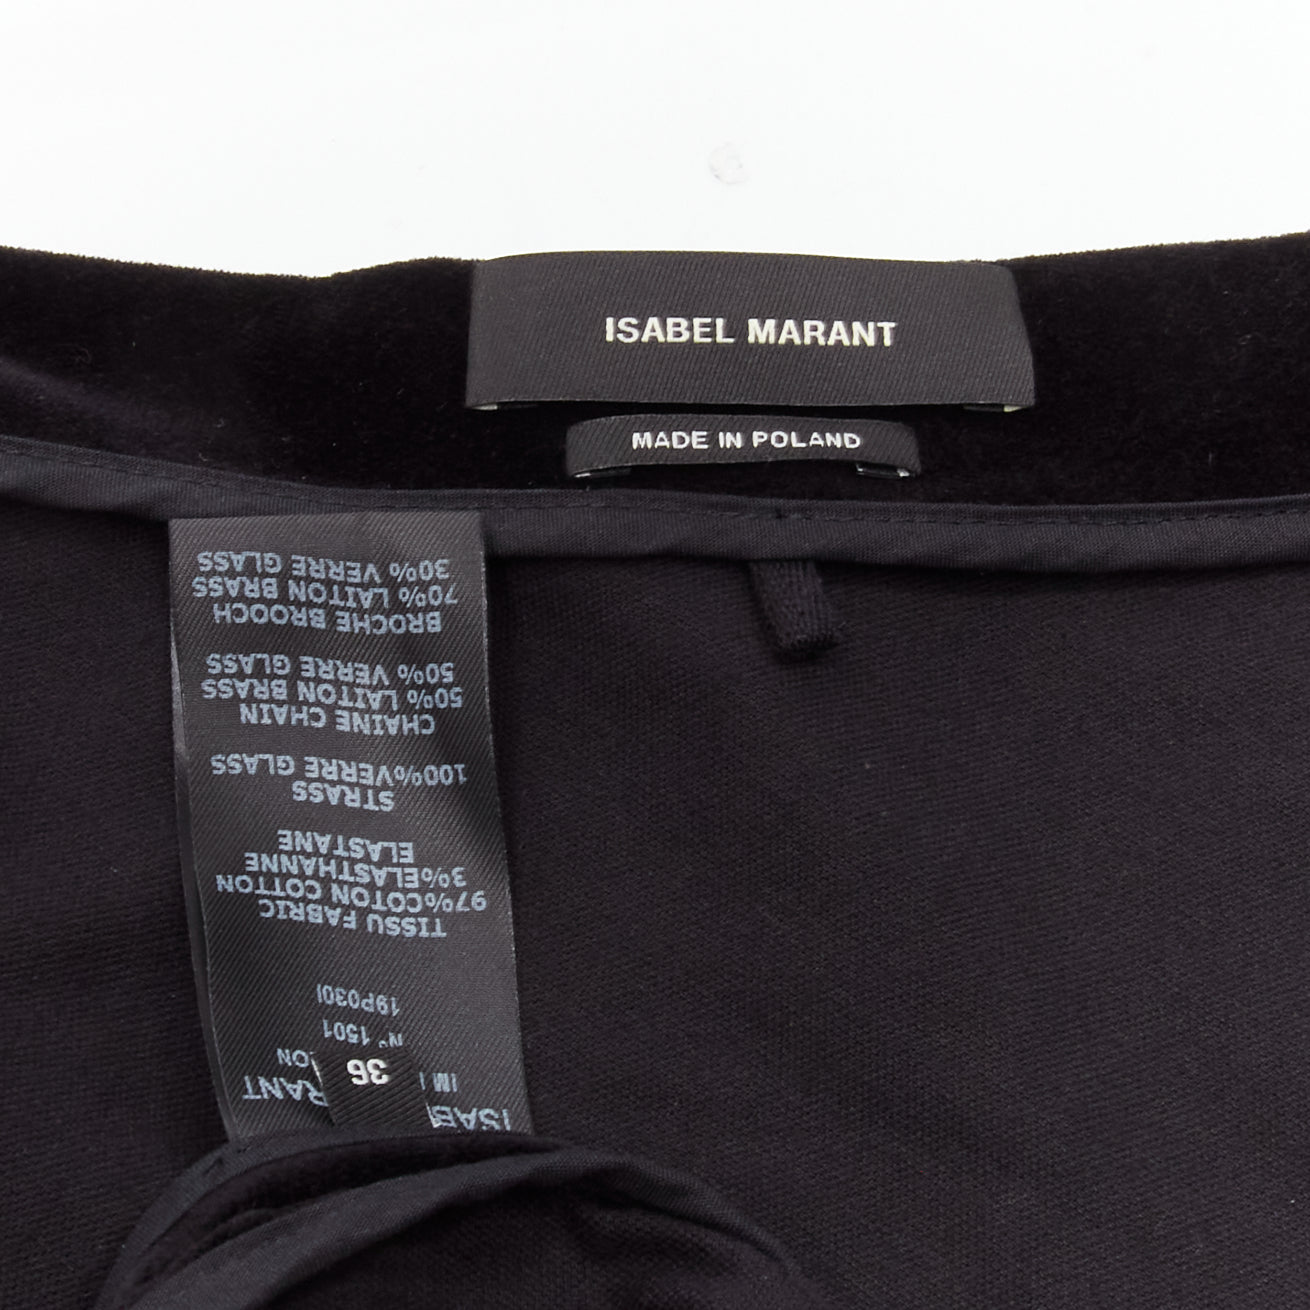 ISABEL MARANT
MADE IN POLAND
36
N° 1501
19P030I
TISSU FABRIC
97%COTON COTTON
3%ELASTHANNE
ELASTANE
STRASS
100%VERRE GLASS
CHAINE CHAIN
50% LAITON BRASS
50% VERRE GLASS
BROCHE BROOCH
70% LAITON BRASS
30% VERRE GLASS